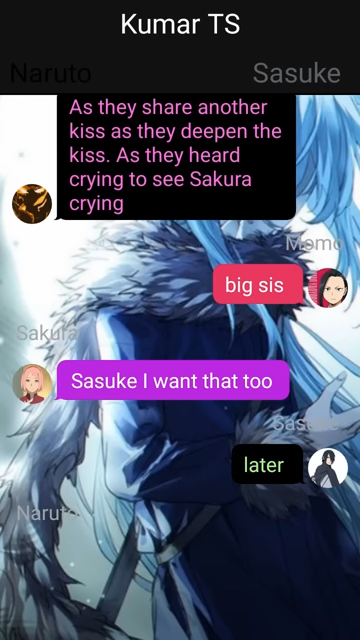 Kumar TS
Naruto
Sasuke
As they share another
kiss as they deepen the
kiss. As they heard
crying to see Sakura
crying
Momo
big sis
Sakura
Sasuke I want that too
Sasuke
later
Naruto